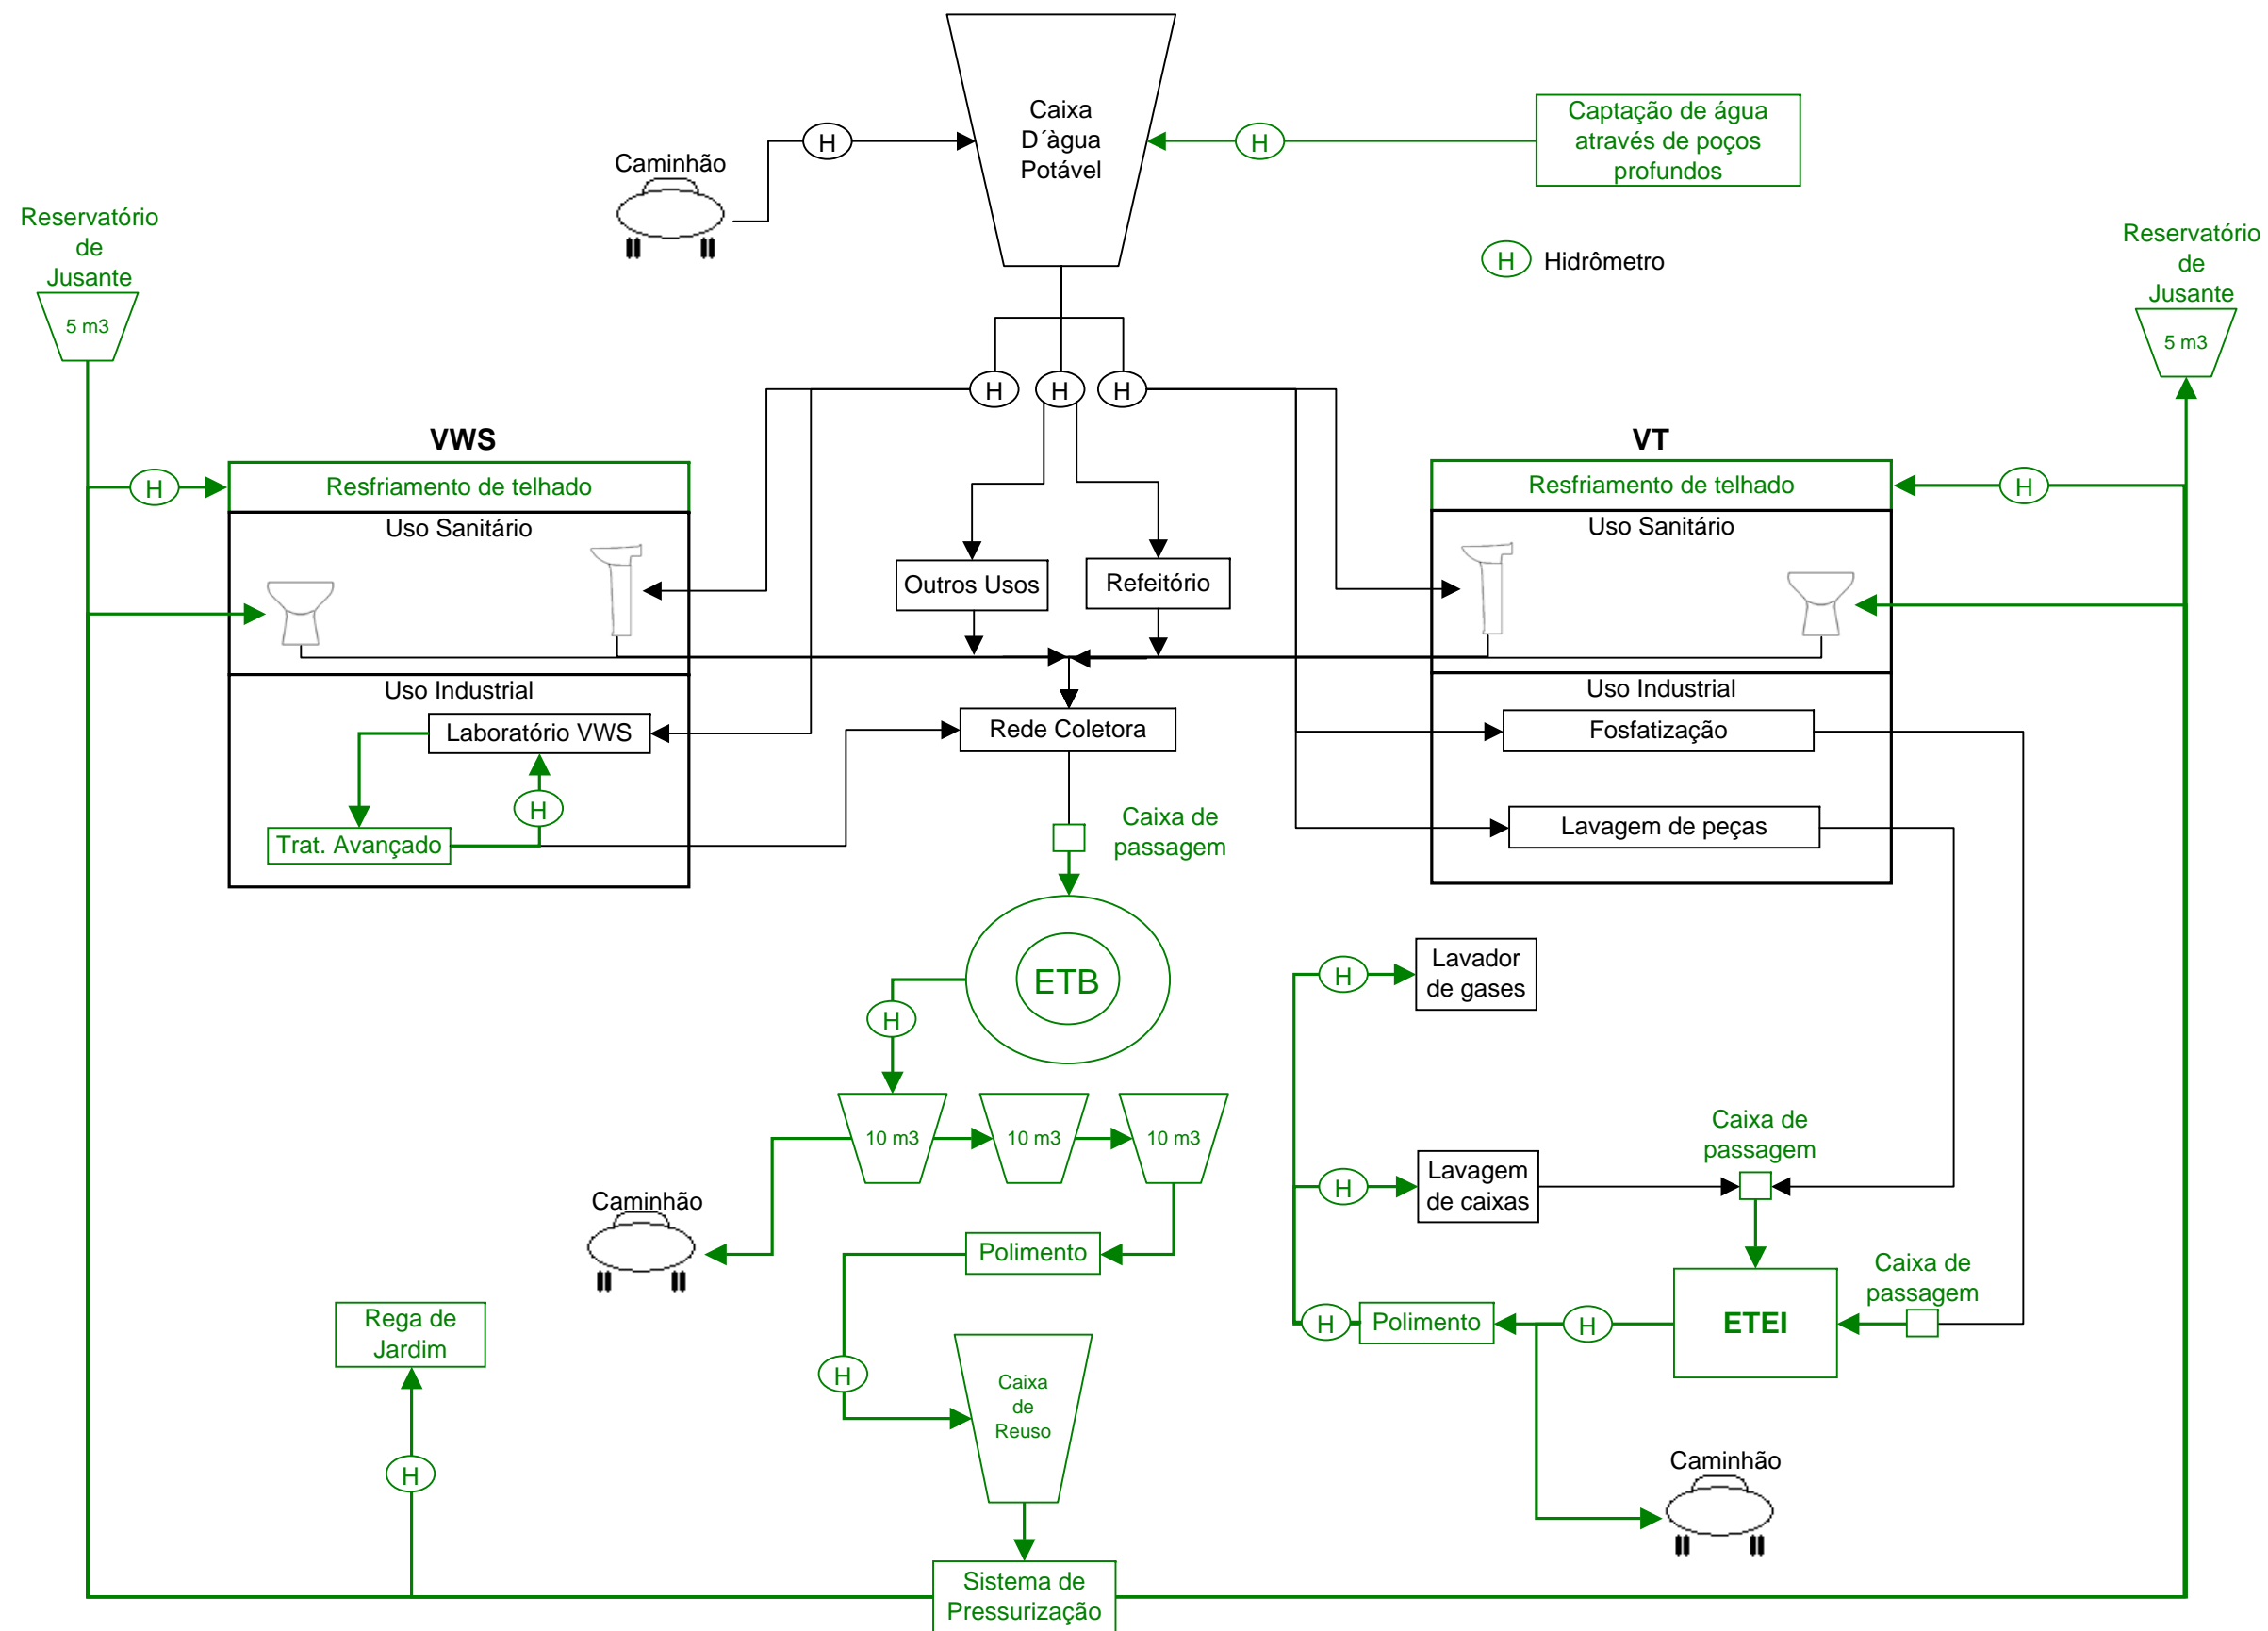 Caixa
D´àgua
Potável
H
H
Captação de água
através de poços
profundos
Caminhão
Reservatório
de
Jusante
5 m3
H Hidrômetro
Reservatório
de
Jusante
5 m3
H
H
H
VWS
VT
H
Resfriamento de telhado
Resfriamento de telhado
H
Uso Sanitário
Uso Sanitário
Outros Usos
Refeitório
Uso Industrial
Uso Industrial
Laboratório VWS
Rede Coletora
Fosfatização
H
Trat. Avançado
Caixa de
passagem
Lavagem de peças
ETB
H
H
Lavador
de gases
10 m3
10 m3
10 m3
Caixa de
passagem
H
Lavagem
de caixas
Caminhão
Polimento
Caixa de
passagem
Rega de
Jardim
H
Polimento
H
ETEI
H
Caixa
de
Reuso
H
Caminhão
Sistema de
Pressurização